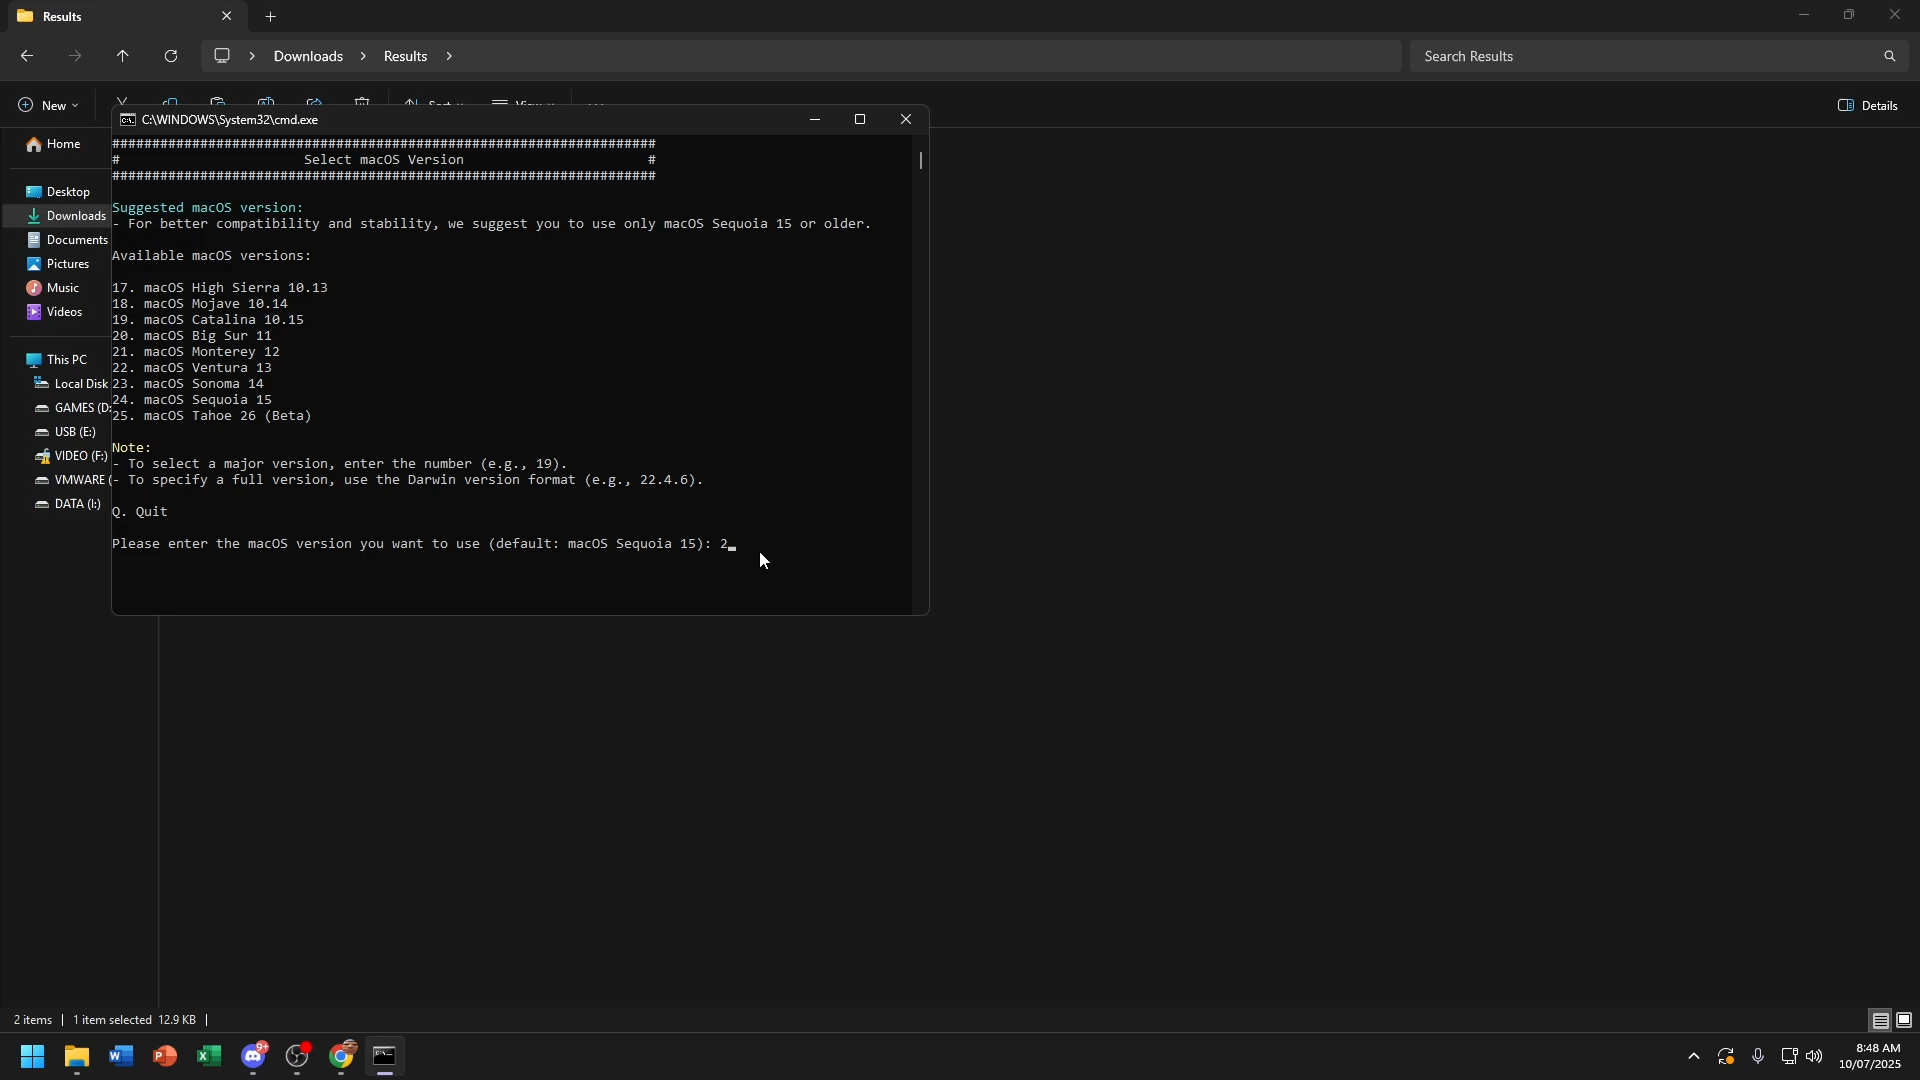 Results
Downloads
Results
Search Results
New
Details
C:\WINDOWS\System32\cmd.exe
Home
Desktop
Downloads
Documents
Pictures
Music
Videos
This PC
Local Disk
GAMES (D:
USB (E:)
VIDEO (F:)
VMWARE (
DATA (I:)
####################################################################
# Select macOS Version #
####################################################################
Suggested macOS version:
- For better compatibility and stability, we suggest you to use only macOS Sequoia 15 or older.
Available macOS versions:
17. macOS High Sierra 10.13
18. macOS Mojave 10.14
19. macOS Catalina 10.15
20. macOS Big Sur 11
21. macOS Monterey 12
22. macOS Ventura 13
23. macOS Sonoma 14
24. macOS Sequoia 15
25. macOS Tahoe 26 (Beta)
Note:
- To select a major version, enter the number (e.g., 19).
- To specify a full version, use the Darwin version format (e.g., 22.4.6).
Q. Quit
Please enter the macOS version you want to use (default: macOS Sequoia 15): 2_
2 items | 1 item selected 12.9 KB |
9+
8:48 AM
10/07/2025